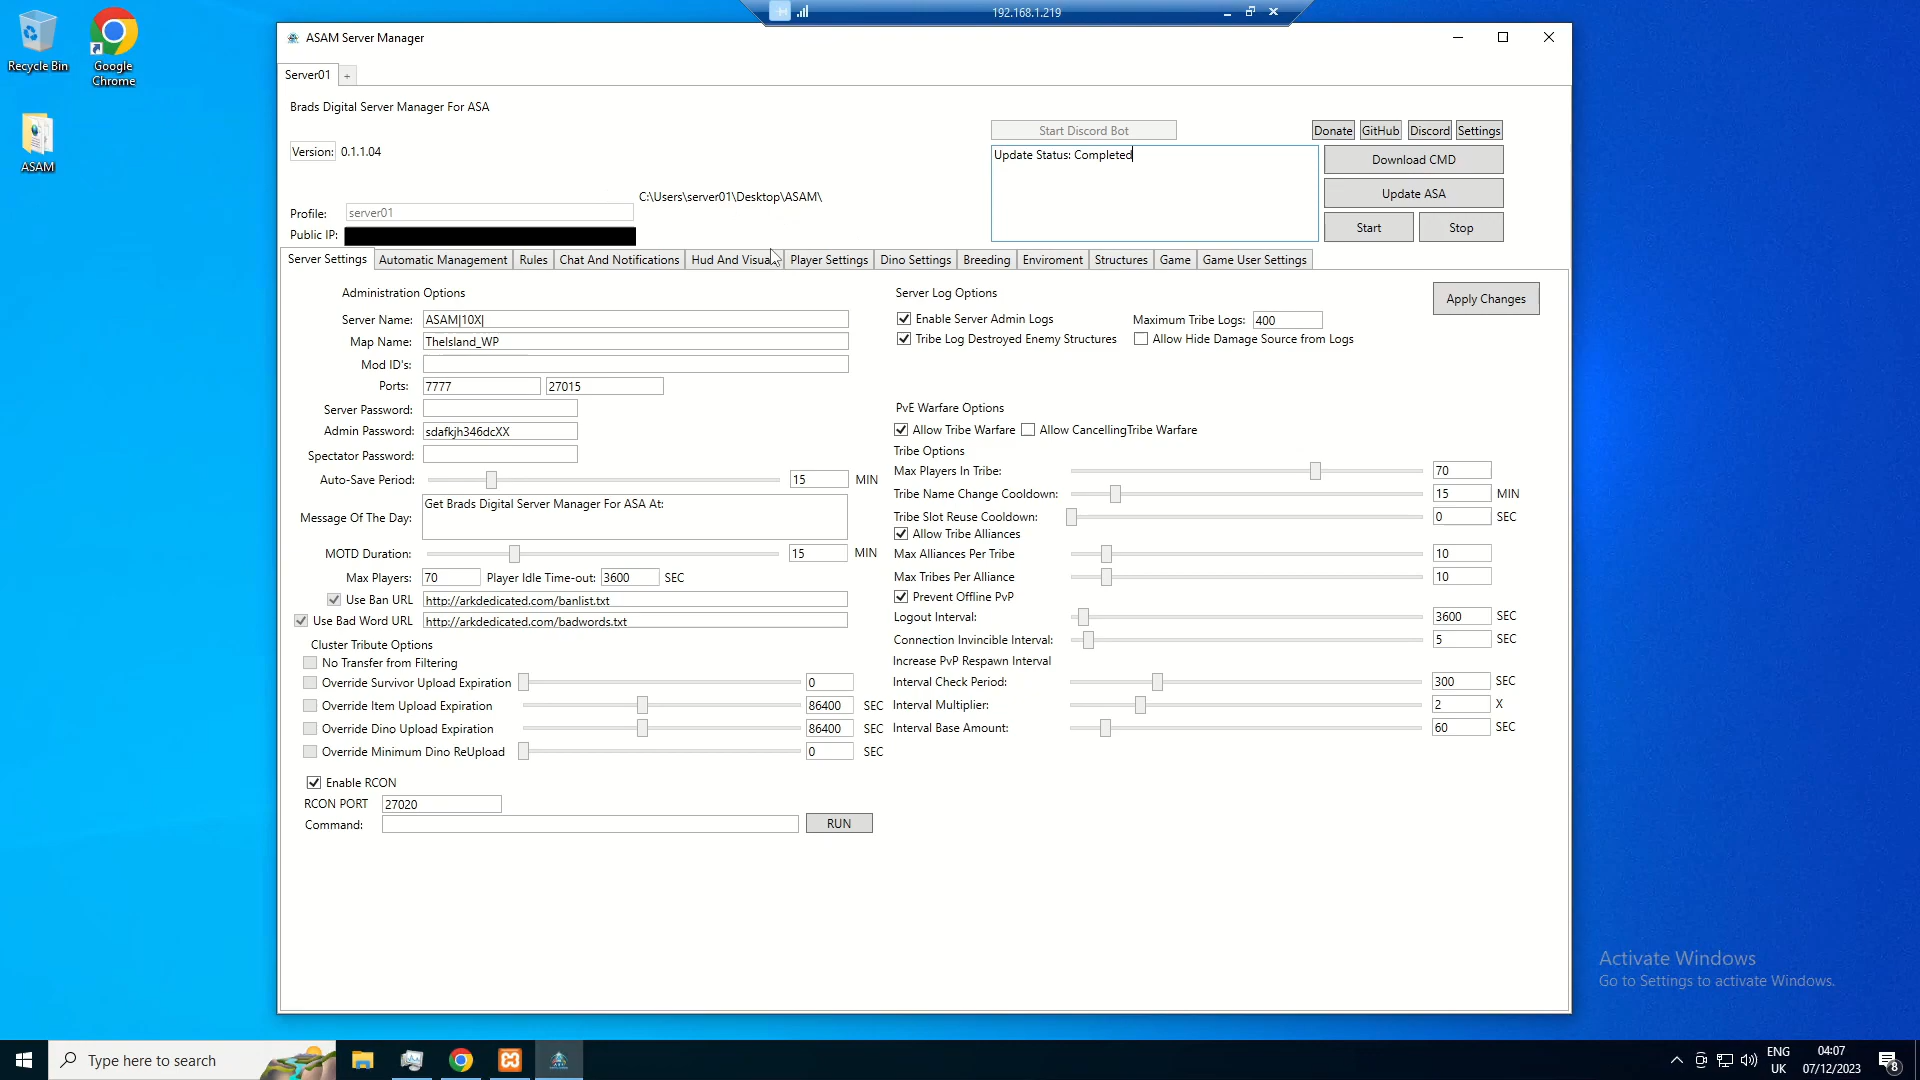 192.168.1.219
Recycle Bin
Google
Chrome
ASAM
ASAM Server Manager
Server01 +
Brads Digital Server Manager For ASA
Start Discord Bot
Donate GitHub Discord Settings
Version: 0.1.1.04
Update Status: Completed
Download CMD
Update ASA
C:\Users\server01\Desktop\ASAM\
Profile: server01
Public IP:
Start Stop
Server Settings Automatic Management Rules Chat And Notifications Hud And Visua Player Settings Dino Settings Breeding Enviroment Structures Game Game User Settings
Administration Options
Server Name: ASAM|10X|
Map Name: TheIsland_WP
Mod ID's:
Ports: 7777 27015
Server Password:
Admin Password: sdafkjh346dcXX
Spectator Password:
Auto-Save Period: 15 MIN
Message Of The Day: Get Brads Digital Server Manager For ASA At:
MOTD Duration: 15 MIN
Max Players: 70 Player Idle Time-out: 3600 SEC
Use Ban URL http://arkdedicated.com/banlist.txt
Use Bad Word URL http://arkdedicated.com/badwords.txt
Cluster Tribute Options
No Transfer from Filtering
Override Survivor Upload Expiration 0
Override Item Upload Expiration 86400 SEC
Override Dino Upload Expiration 86400 SEC
Override Minimum Dino ReUpload 0 SEC
Enable RCON
RCON PORT 27020
Command: RUN
Server Log Options
Apply Changes
Enable Server Admin Logs Maximum Tribe Logs: 400
Tribe Log Destroyed Enemy Structures Allow Hide Damage Source from Logs
PvE Warfare Options
Allow Tribe Warfare Allow CancellingTribe Warfare
Tribe Options
Max Players In Tribe: 70
Tribe Name Change Cooldown: 15 MIN
Tribe Slot Reuse Cooldown: 0 SEC
Allow Tribe Alliances
Max Alliances Per Tribe 10
Max Tribes Per Alliance 10
Prevent Offline PvP
Logout Interval: 3600 SEC
Connection Invincible Interval: 5 SEC
Increase PvP Respawn Interval
Interval Check Period: 300 SEC
Interval Multiplier: 2 X
Interval Base Amount: 60 SEC
Activate Windows
Go to Settings to activate Windows.
Type here to search
ENG
UK
04:07
07/12/2023
8